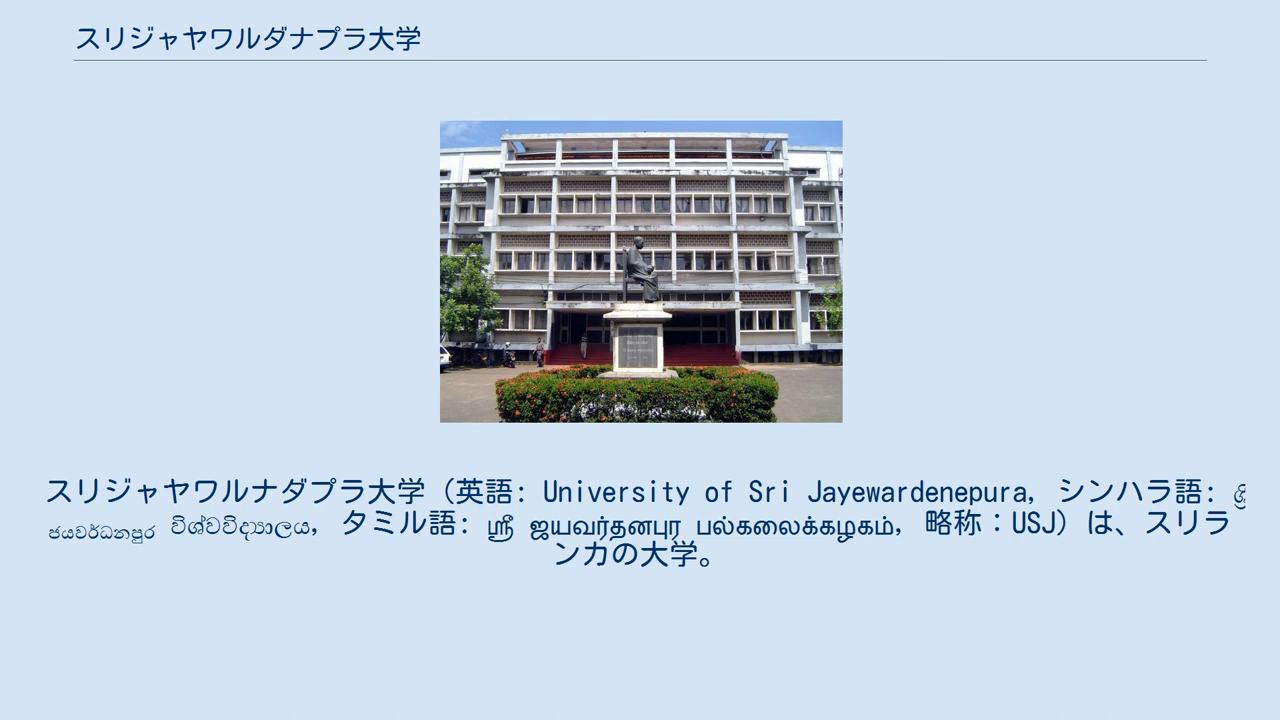 スリジャヤワルダナプラ大学
スリジャヤワルナダプラ大学（英語: University of Sri Jayewardenepura, シンハラ語: ශ්‍රී
ජයවර්ධනපුර විශ්වවිද්‍යාලය, タミル語: ஸ்ரீ ஜயவர்தனபுர பல்கலைக்கழகம், 略称：USJ）は、スリラ
ンカの大学。